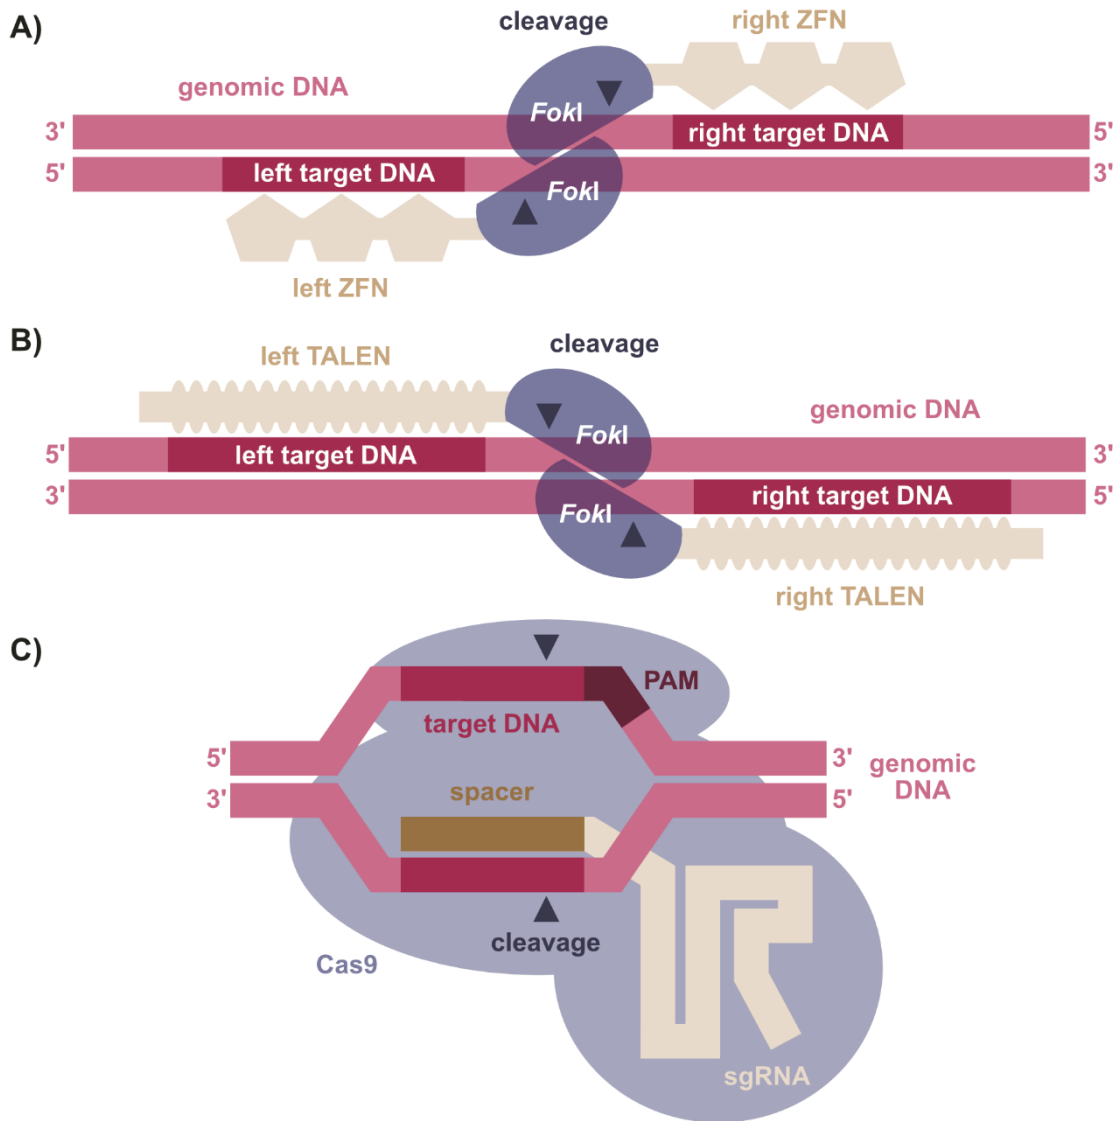 A)
cleavage
right ZFN
genomic DNA
FokI
3'
right target DNA
5'
5'
left target DNA
3'
FokI
left ZFN
B)
left TALEN
cleavage
genomic DNA
FokI
5'
left target DNA
3'
3'
right target DNA
5'
FokI
right TALEN
C)
PAM
target DNA
5'
3'
genomic
DNA
3'
spacer
5'
cleavage
Cas9
sgRNA